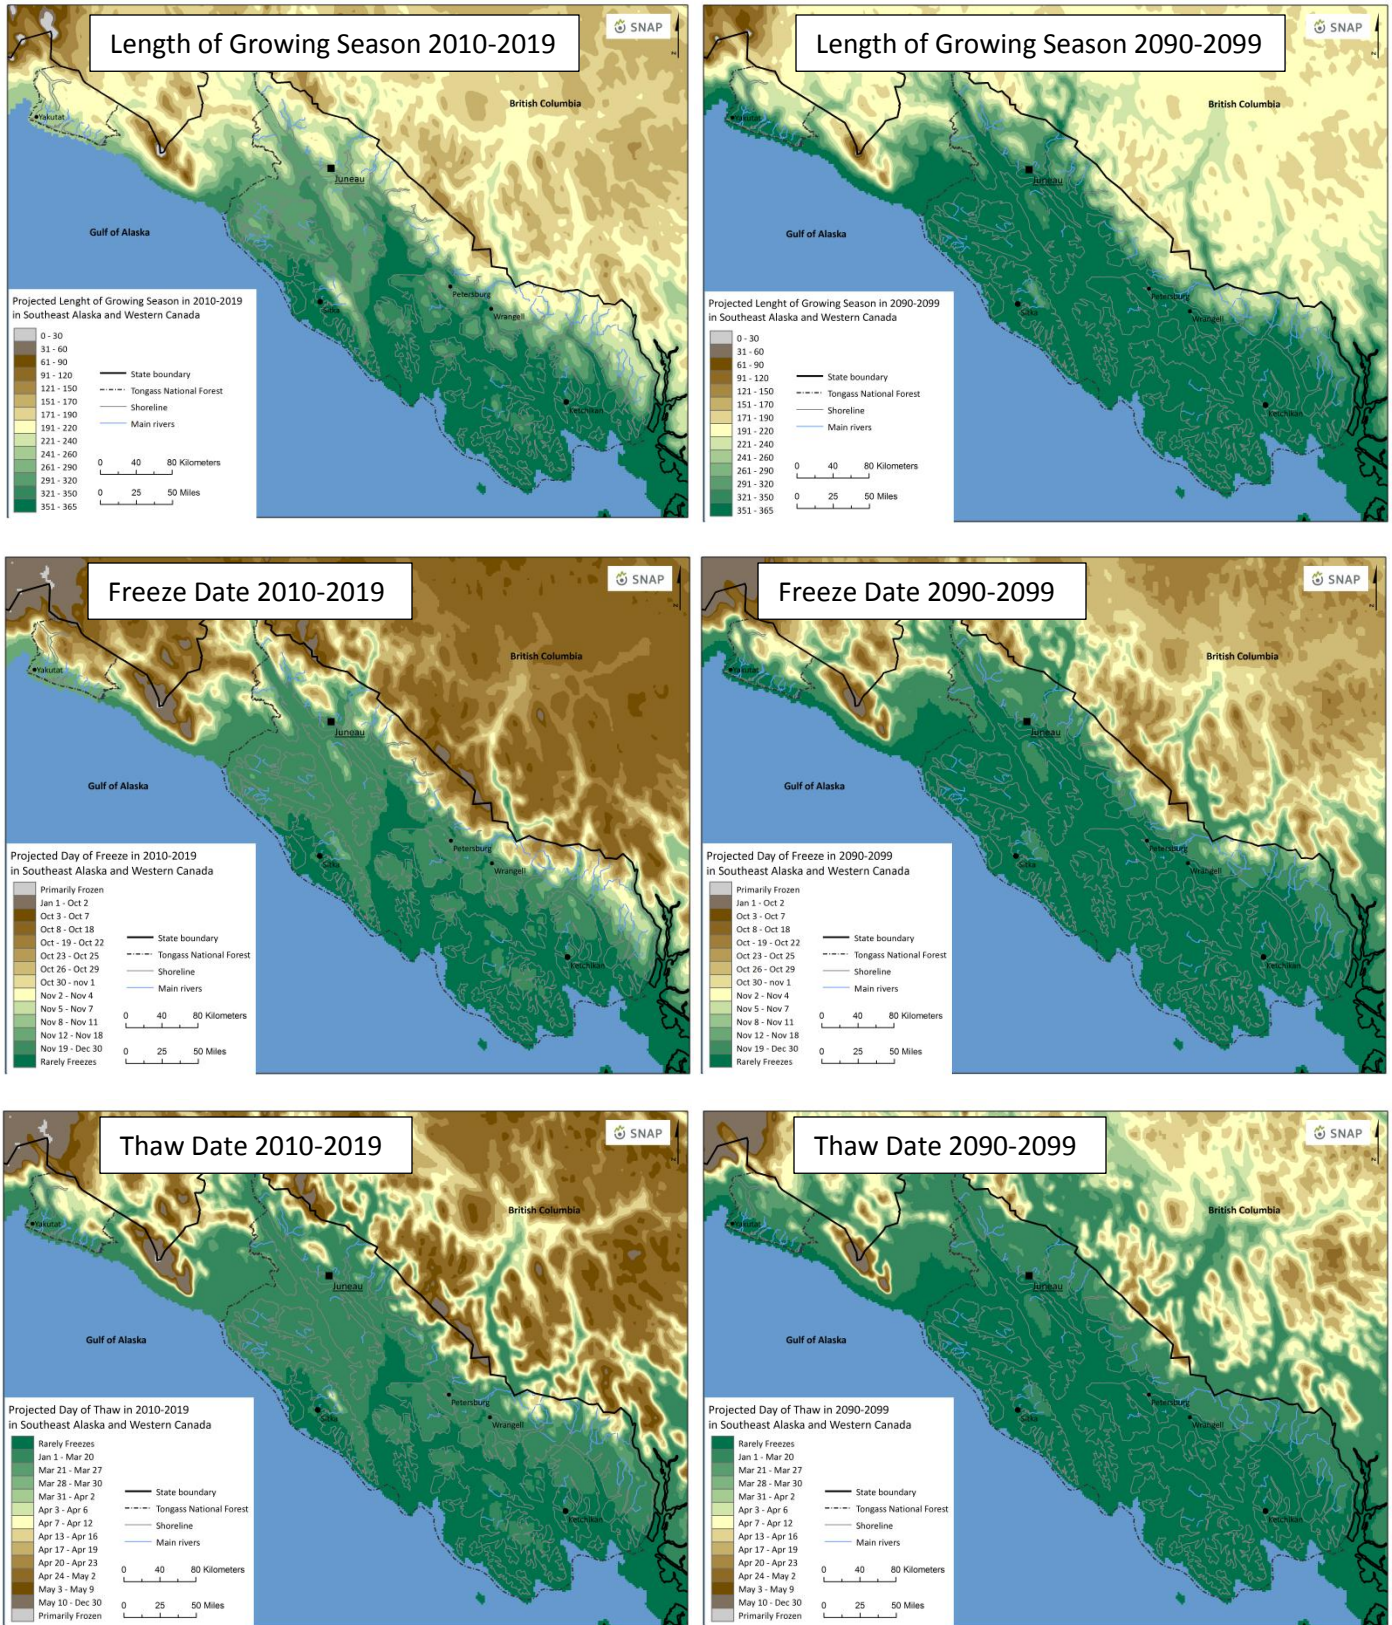 Length of Growing Season 2010-2019
SNAP
British Columbia
Yakutat
Juneau
Gulf of Alaska
Petersburg
Wrangell
Sitka
Ketchikan
Projected Lenght of Growing Season in 2010-2019
in Southeast Alaska and Western Canada
0 - 30
31 - 60
61 - 90
91 - 120
121 - 150
151 - 170
171 - 190
191 - 220
221 - 240
241 - 260
261 - 290
291 - 320
321 - 350
351 - 365
State boundary
Tongass National Forest
Shoreline
Main rivers
0 40 80 Kilometers
0 25 50 Miles
Length of Growing Season 2090-2099
SNAP
British Columbia
Yakutat
Juneau
Gulf of Alaska
Petersburg
Wrangell
Sitka
Ketchikan
Projected Lenght of Growing Season in 2090-2099
in Southeast Alaska and Western Canada
0 - 30
31 - 60
61 - 90
91 - 120
121 - 150
151 - 170
171 - 190
191 - 220
221 - 240
241 - 260
261 - 290
291 - 320
321 - 350
351 - 365
State boundary
Tongass National Forest
Shoreline
Main rivers
0 40 80 Kilometers
0 25 50 Miles
Freeze Date 2010-2019
SNAP
British Columbia
Yakutat
Juneau
Gulf of Alaska
Petersburg
Wrangell
Sitka
Ketchikan
Projected Day of Freeze in 2010-2019
in Southeast Alaska and Western Canada
Primarily Frozen
Jan 1 - Oct 2
Oct 3 - Oct 7
Oct 8 - Oct 18
Oct - 19 - Oct 22
Oct 23 - Oct 25
Oct 26 - Oct 29
Oct 30 - nov 1
Nov 2 - Nov 4
Nov 5 - Nov 7
Nov 8 - Nov 11
Nov 12 - Nov 18
Nov 19 - Dec 30
Rarely Freezes
State boundary
Tongass National Forest
Shoreline
Main rivers
0 40 80 Kilometers
0 25 50 Miles
Freeze Date 2090-2099
SNAP
British Columbia
Yakutat
Juneau
Gulf of Alaska
Petersburg
Wrangell
Sitka
Ketchikan
Projected Day of Freeze in 2090-2099
in Southeast Alaska and Western Canada
Primarily Frozen
Jan 1 - Oct 2
Oct 3 - Oct 7
Oct 8 - Oct 18
Oct - 19 - Oct 22
Oct 23 - Oct 25
Oct 26 - Oct 29
Oct 30 - nov 1
Nov 2 - Nov 4
Nov 5 - Nov 7
Nov 8 - Nov 11
Nov 12 - Nov 18
Nov 19 - Dec 30
Rarely Freezes
State boundary
Tongass National Forest
Shoreline
Main rivers
0 40 80 Kilometers
0 25 50 Miles
Thaw Date 2010-2019
SNAP
British Columbia
Yakutat
Juneau
Gulf of Alaska
Petersburg
Wrangell
Sitka
Ketchikan
Projected Day of Thaw in 2010-2019
in Southeast Alaska and Western Canada
Rarely Freezes
Jan 1 - Mar 20
Mar 21 - Mar 27
Mar 28 - Mar 30
Mar 31 - Apr 2
Apr 3 - Apr 6
Apr 7 - Apr 12
Apr 13 - Apr 16
Apr 17 - Apr 19
Apr 20 - Apr 23
Apr 24 - May 2
May 3 - May 9
May 10 - Dec 30
Primarily Frozen
State boundary
Tongass National Forest
Shoreline
Main rivers
0 40 80 Kilometers
0 25 50 Miles
Thaw Date 2090-2099
SNAP
British Columbia
Yakutat
Juneau
Gulf of Alaska
Petersburg
Wrangell
Sitka
Ketchikan
Projected Day of Thaw in 2090-2099
in Southeast Alaska and Western Canada
Rarely Freezes
Jan 1 - Mar 20
Mar 21 - Mar 27
Mar 28 - Mar 30
Mar 31 - Apr 2
Apr 3 - Apr 6
Apr 7 - Apr 12
Apr 13 - Apr 16
Apr 17 - Apr 19
Apr 20 - Apr 23
Apr 24 - May 2
May 3 - May 9
May 10 - Dec 30
Primarily Frozen
State boundary
Tongass National Forest
Shoreline
Main rivers
0 40 80 Kilometers
0 25 50 Miles